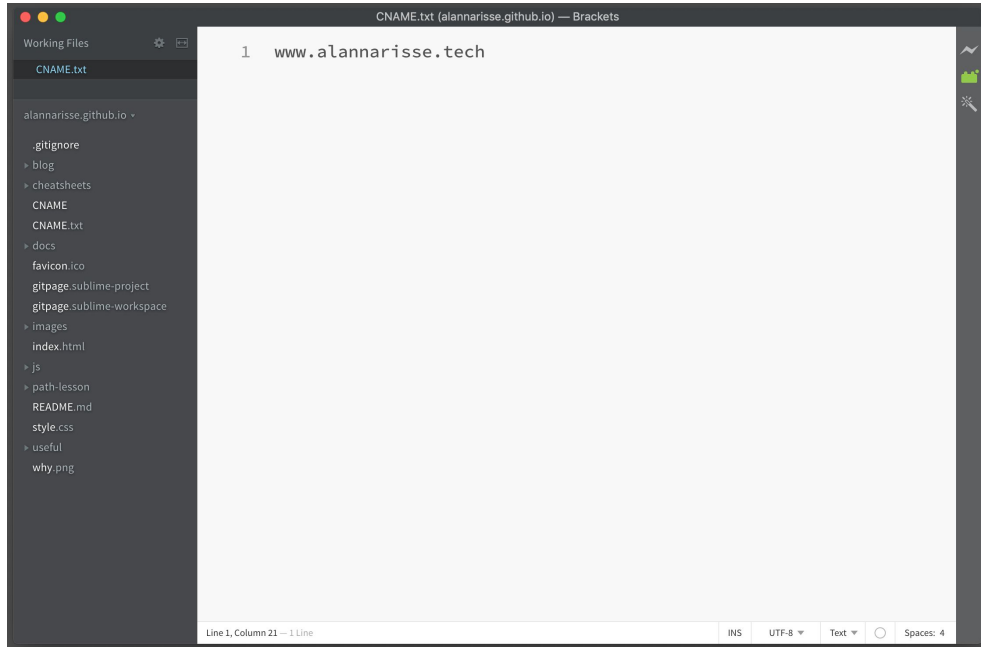 CNAME.txt (alannarisse.github.io) — Brackets
Working Files
CNAME.txt
alannarisse.github.io
.gitignore
blog
cheatsheets
CNAME
CNAME.txt
docs
favicon.ico
gitpage.sublime-project
gitpage.sublime-workspace
images
index.html
js
path-lesson
README.md
style.css
useful
why.png
1 www.alannarisse.tech
Line 1, Column 21 — 1 Line
INS UTF-8 Text Spaces: 4